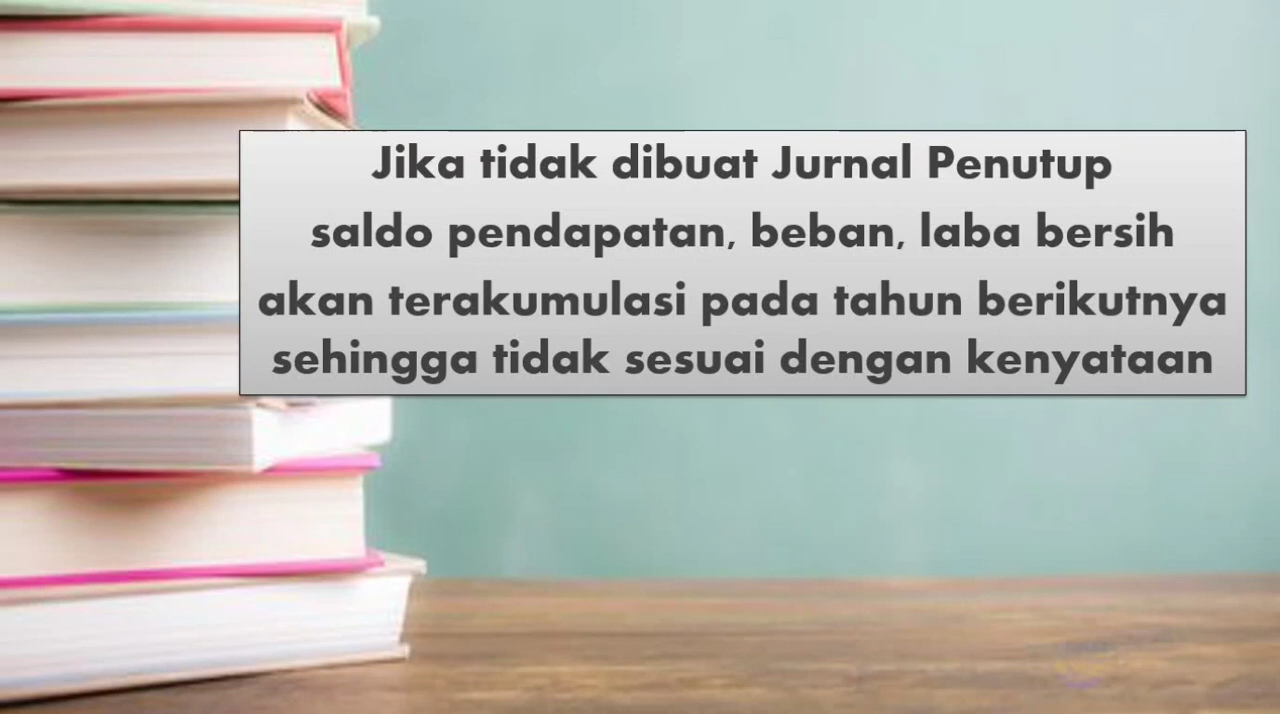 Jika tidak dibuat Jurnal Penutup
saldo pendapatan, beban, laba bersih
akan terakumulasi pada tahun berikutnya
sehingga tidak sesuai dengan kenyataan